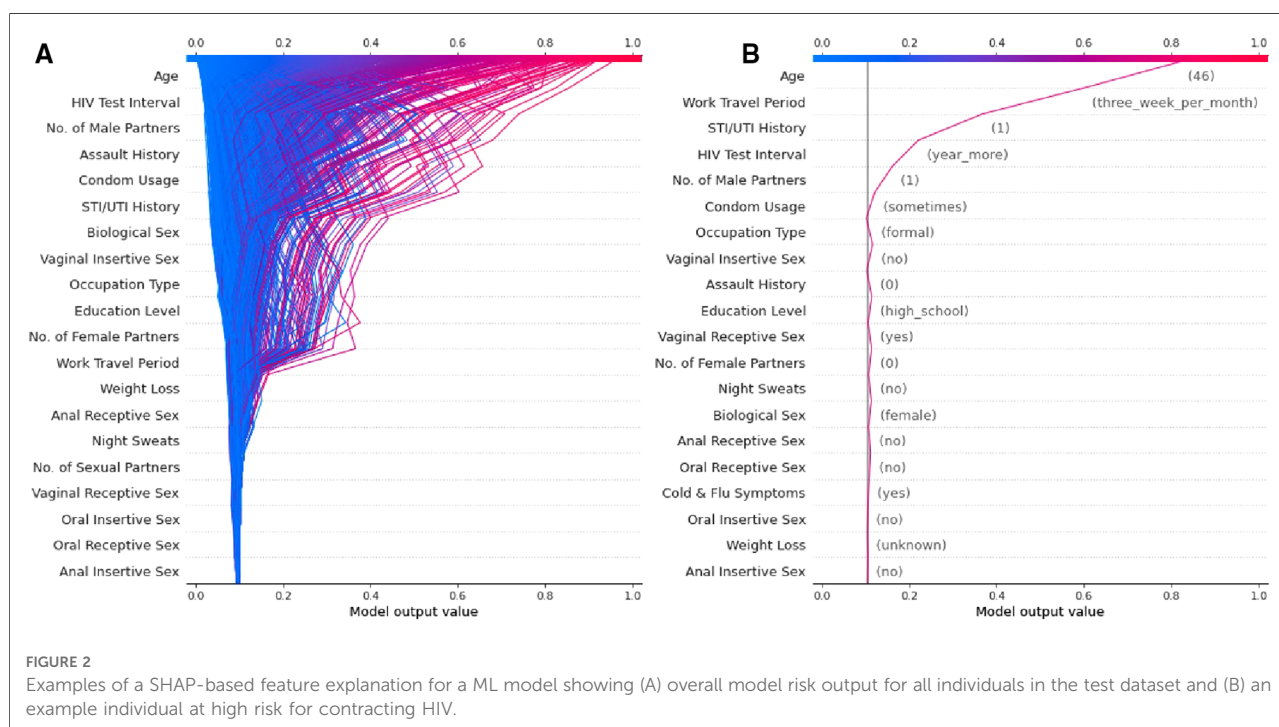 A
0.0 0.2 0.4 0.6 0.8 1.0
Age
HIV Test Interval
No. of Male Partners
Assault History
Condom Usage
STI/UTI History
Biological Sex
Vaginal Insertive Sex
Occupation Type
Education Level
No. of Female Partners
Work Travel Period
Weight Loss
Anal Receptive Sex
Night Sweats
No. of Sexual Partners
Vaginal Receptive Sex
Oral Insertive Sex
Oral Receptive Sex
Anal Insertive Sex
0.0 0.2 0.4 0.6 0.8 1.0
Model output value
B
0.0 0.2 0.4 0.6 0.8 1.0
Age (46)
Work Travel Period (three_week_per_month)
STI/UTI History (1)
HIV Test Interval (year_more)
No. of Male Partners (1)
Condom Usage (sometimes)
Occupation Type (formal)
Vaginal Insertive Sex (no)
Assault History (0)
Education Level (high_school)
Vaginal Receptive Sex (yes)
No. of Female Partners (0)
Night Sweats (no)
Biological Sex (female)
Anal Receptive Sex (no)
Oral Receptive Sex (no)
Cold & Flu Symptoms (yes)
Oral Insertive Sex (no)
Weight Loss (unknown)
Anal Insertive Sex (no)
0.0 0.2 0.4 0.6 0.8 1.0
Model output value
FIGURE 2
Examples of a SHAP-based feature explanation for a ML model showing (A) overall model risk output for all individuals in the test dataset and (B) an
example individual at high risk for contracting HIV.